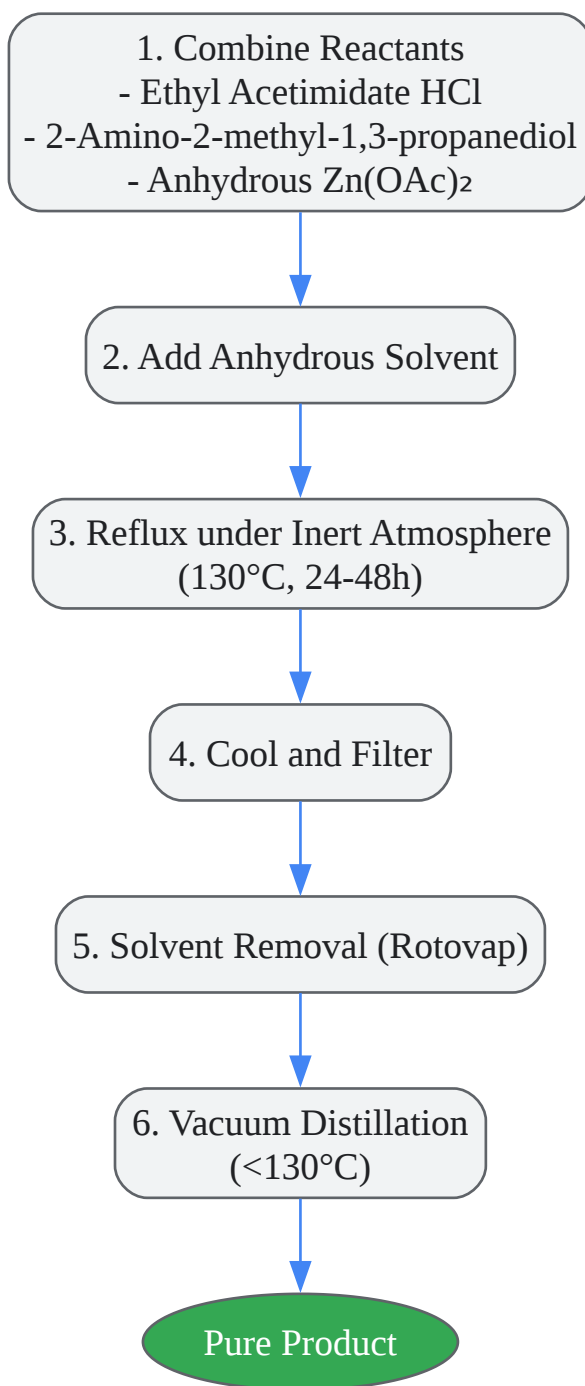 1. Combine Reactants
- Ethyl Acetimidate HCl
- 2-Amino-2-methyl-1,3-propanediol
- Anhydrous Zn(OAc)₂
2. Add Anhydrous Solvent
3. Reflux under Inert Atmosphere
(130°C, 24-48h)
4. Cool and Filter
5. Solvent Removal (Rotovap)
6. Vacuum Distillation
(<130°C)
Pure Product